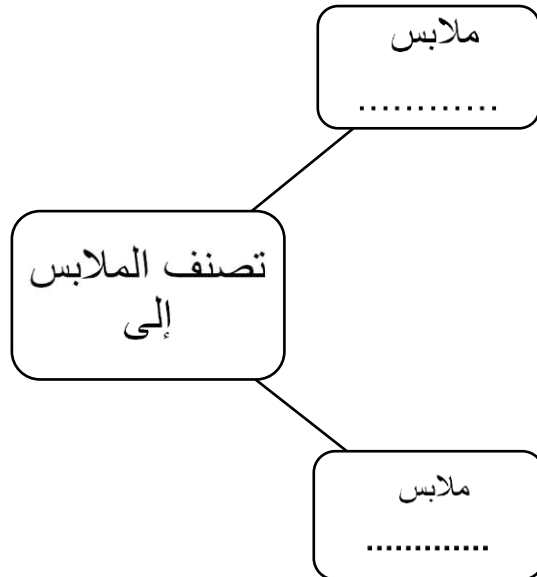 ملابس
............
تصنف الملابس
إلى
ملابس
.............